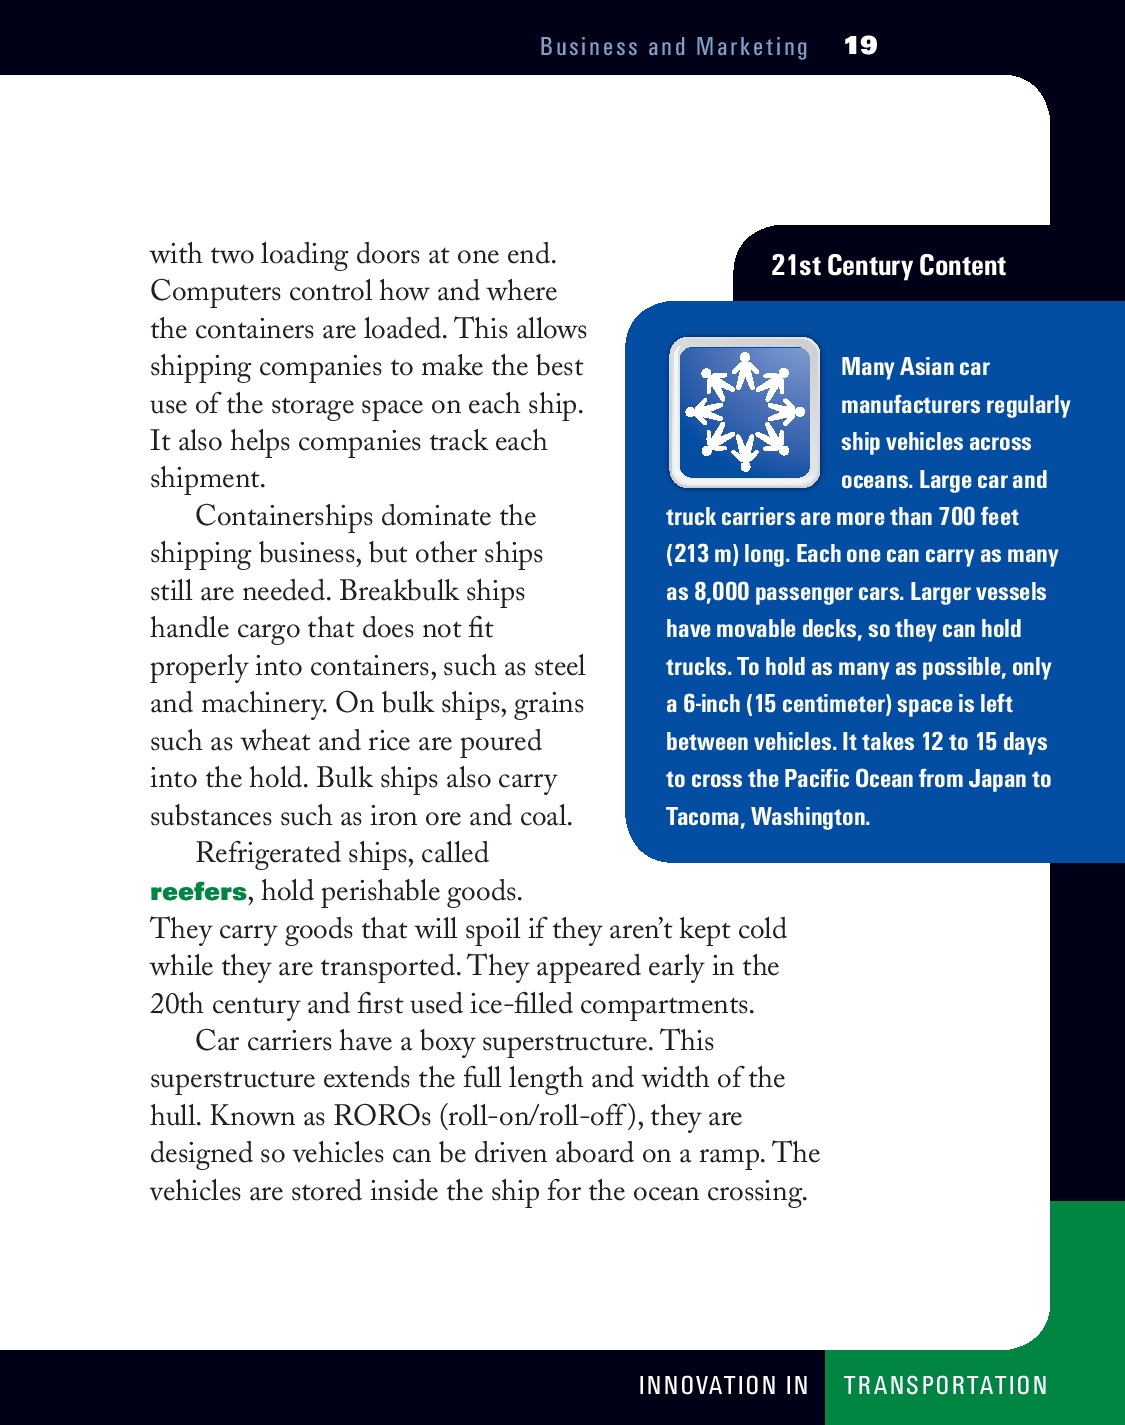 Business and Marketing 19
with two loading doors at one end.
Computers control how and where
the containers are loaded. This allows
shipping companies to make the best
use of the storage space on each ship.
It also helps companies track each
shipment.
Containerships dominate the
shipping business, but other ships
still are needed. Breakbulk ships
handle cargo that does not fit
properly into containers, such as steel
and machinery. On bulk ships, grains
such as wheat and rice are poured
into the hold. Bulk ships also carry
substances such as iron ore and coal.
Refrigerated ships, called
reefers, hold perishable goods.
They carry goods that will spoil if they aren’t kept cold
while they are transported. They appeared early in the
20th century and first used ice-filled compartments.
Car carriers have a boxy superstructure. This
superstructure extends the full length and width of the
hull. Known as ROROs (roll-on/roll-off), they are
designed so vehicles can be driven aboard on a ramp. The
vehicles are stored inside the ship for the ocean crossing.
21st Century Content
Many Asian car
manufacturers regularly
ship vehicles across
oceans. Large car and
truck carriers are more than 700 feet
(213 m) long. Each one can carry as many
as 8,000 passenger cars. Larger vessels
have movable decks, so they can hold
trucks. To hold as many as possible, only
a 6-inch (15 centimeter) space is left
between vehicles. It takes 12 to 15 days
to cross the Pacific Ocean from Japan to
Tacoma, Washington.
INNOVATION IN TRANSPORTATION